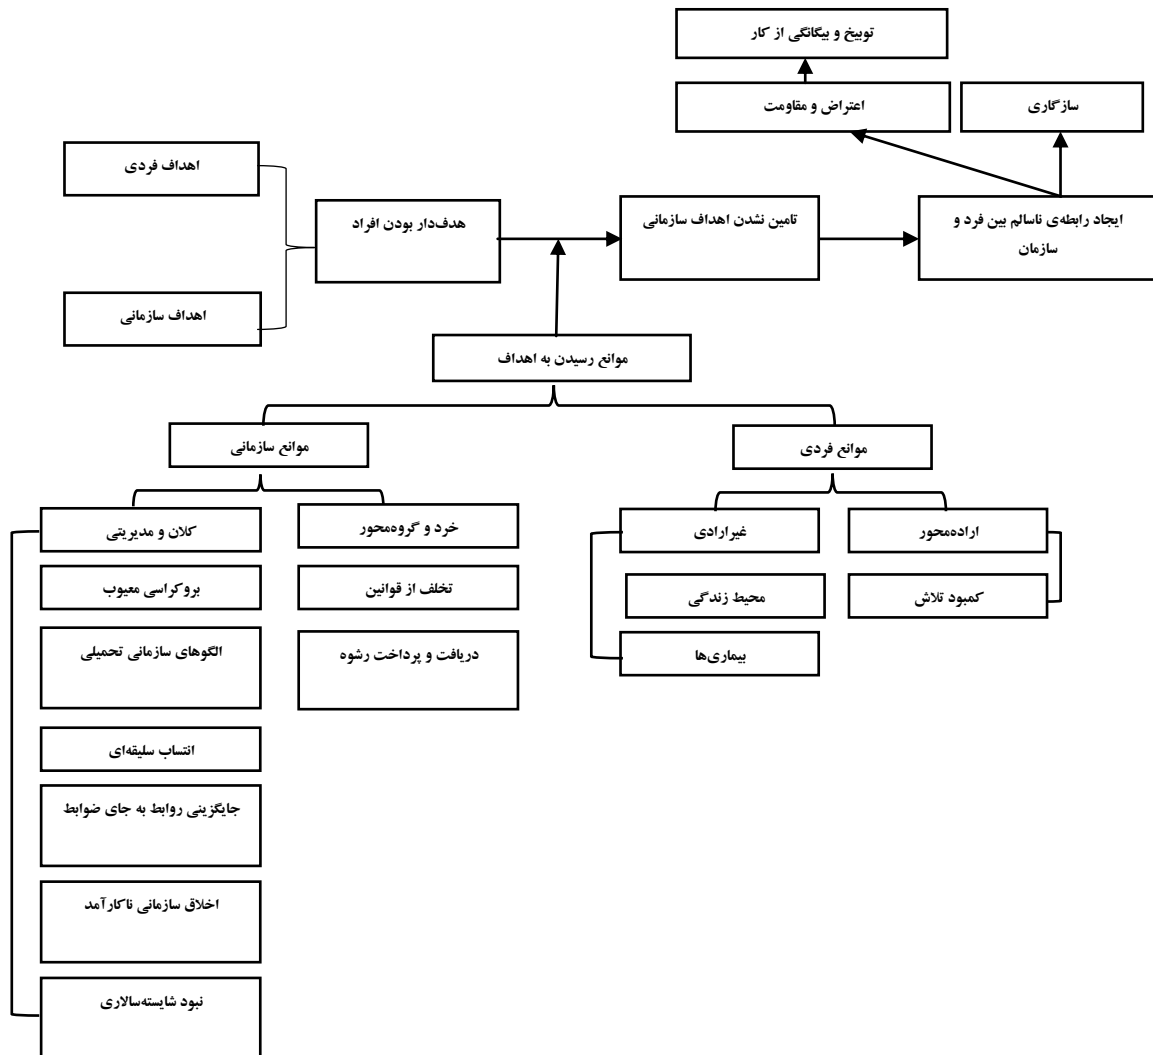 توبیخ و بیگانگی از کار
اعتراض و مقاومت
سازگاری
اهداف فردی
هدف‌دار بودن افراد
تامین نشدن اهداف سازمانی
ایجاد رابطه‌ی ناسالم بین فرد و
سازمان
اهداف سازمانی
موانع رسیدن به اهداف
موانع فردی
موانع سازمانی
اراده‌محور
غیرارادی
خرد و گروه‌محور
کلان و مدیریتی
کمبود تلاش
محیط زندگی
تخلف از قوانین
بروکراسی معیوب
بیماری‌ها
دریافت و پرداخت رشوه
الگوهای سازمانی تحمیلی
انتساب سلیقه‌ای
جایگزینی روابط به جای ضوابط
اخلاق سازمانی ناکارآمد
نبود شایسته‌سالاری